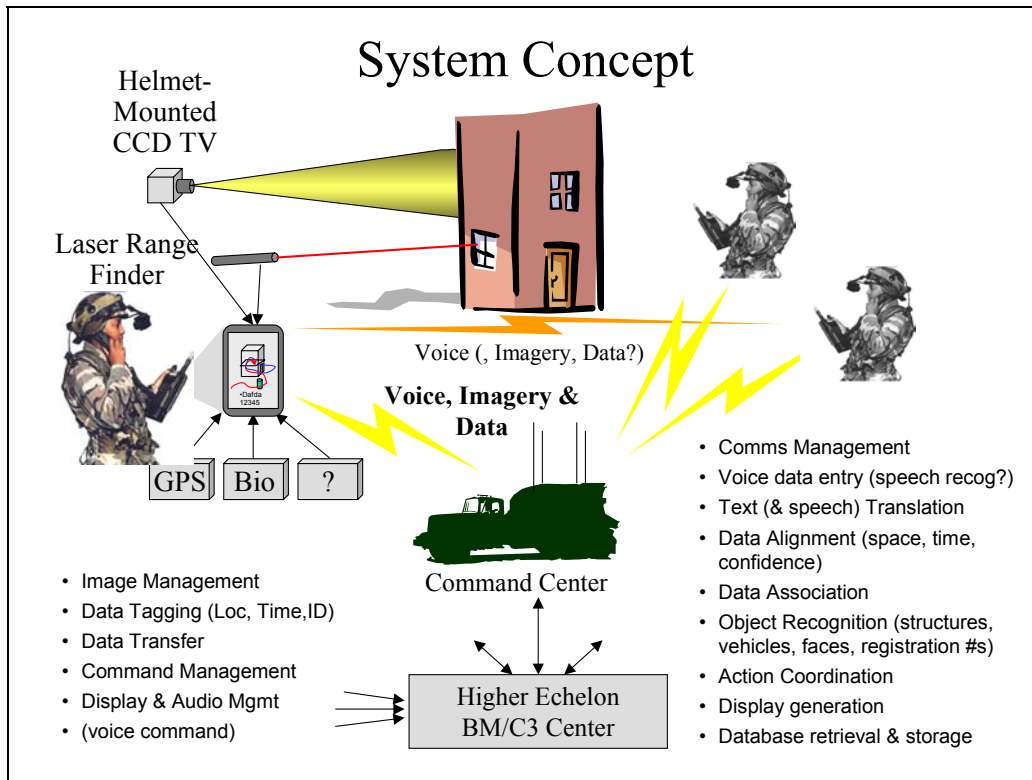 System Concept
Helmet-
Mounted
CCD TV
Laser Range
Finder
•Dafda
12345
Voice (, Imagery, Data?)
Voice, Imagery &
Data
GPS
Bio
?
Command Center
• Image Management
• Data Tagging (Loc, Time,ID)
• Data Transfer
• Command Management
• Display & Audio Mgmt
• (voice command)
Higher Echelon
BM/C3 Center
• Comms Management
• Voice data entry (speech recog?)
• Text (& speech) Translation
• Data Alignment (space, time,
confidence)
• Data Association
• Object Recognition (structures,
vehicles, faces, registration #s)
• Action Coordination
• Display generation
• Database retrieval & storage